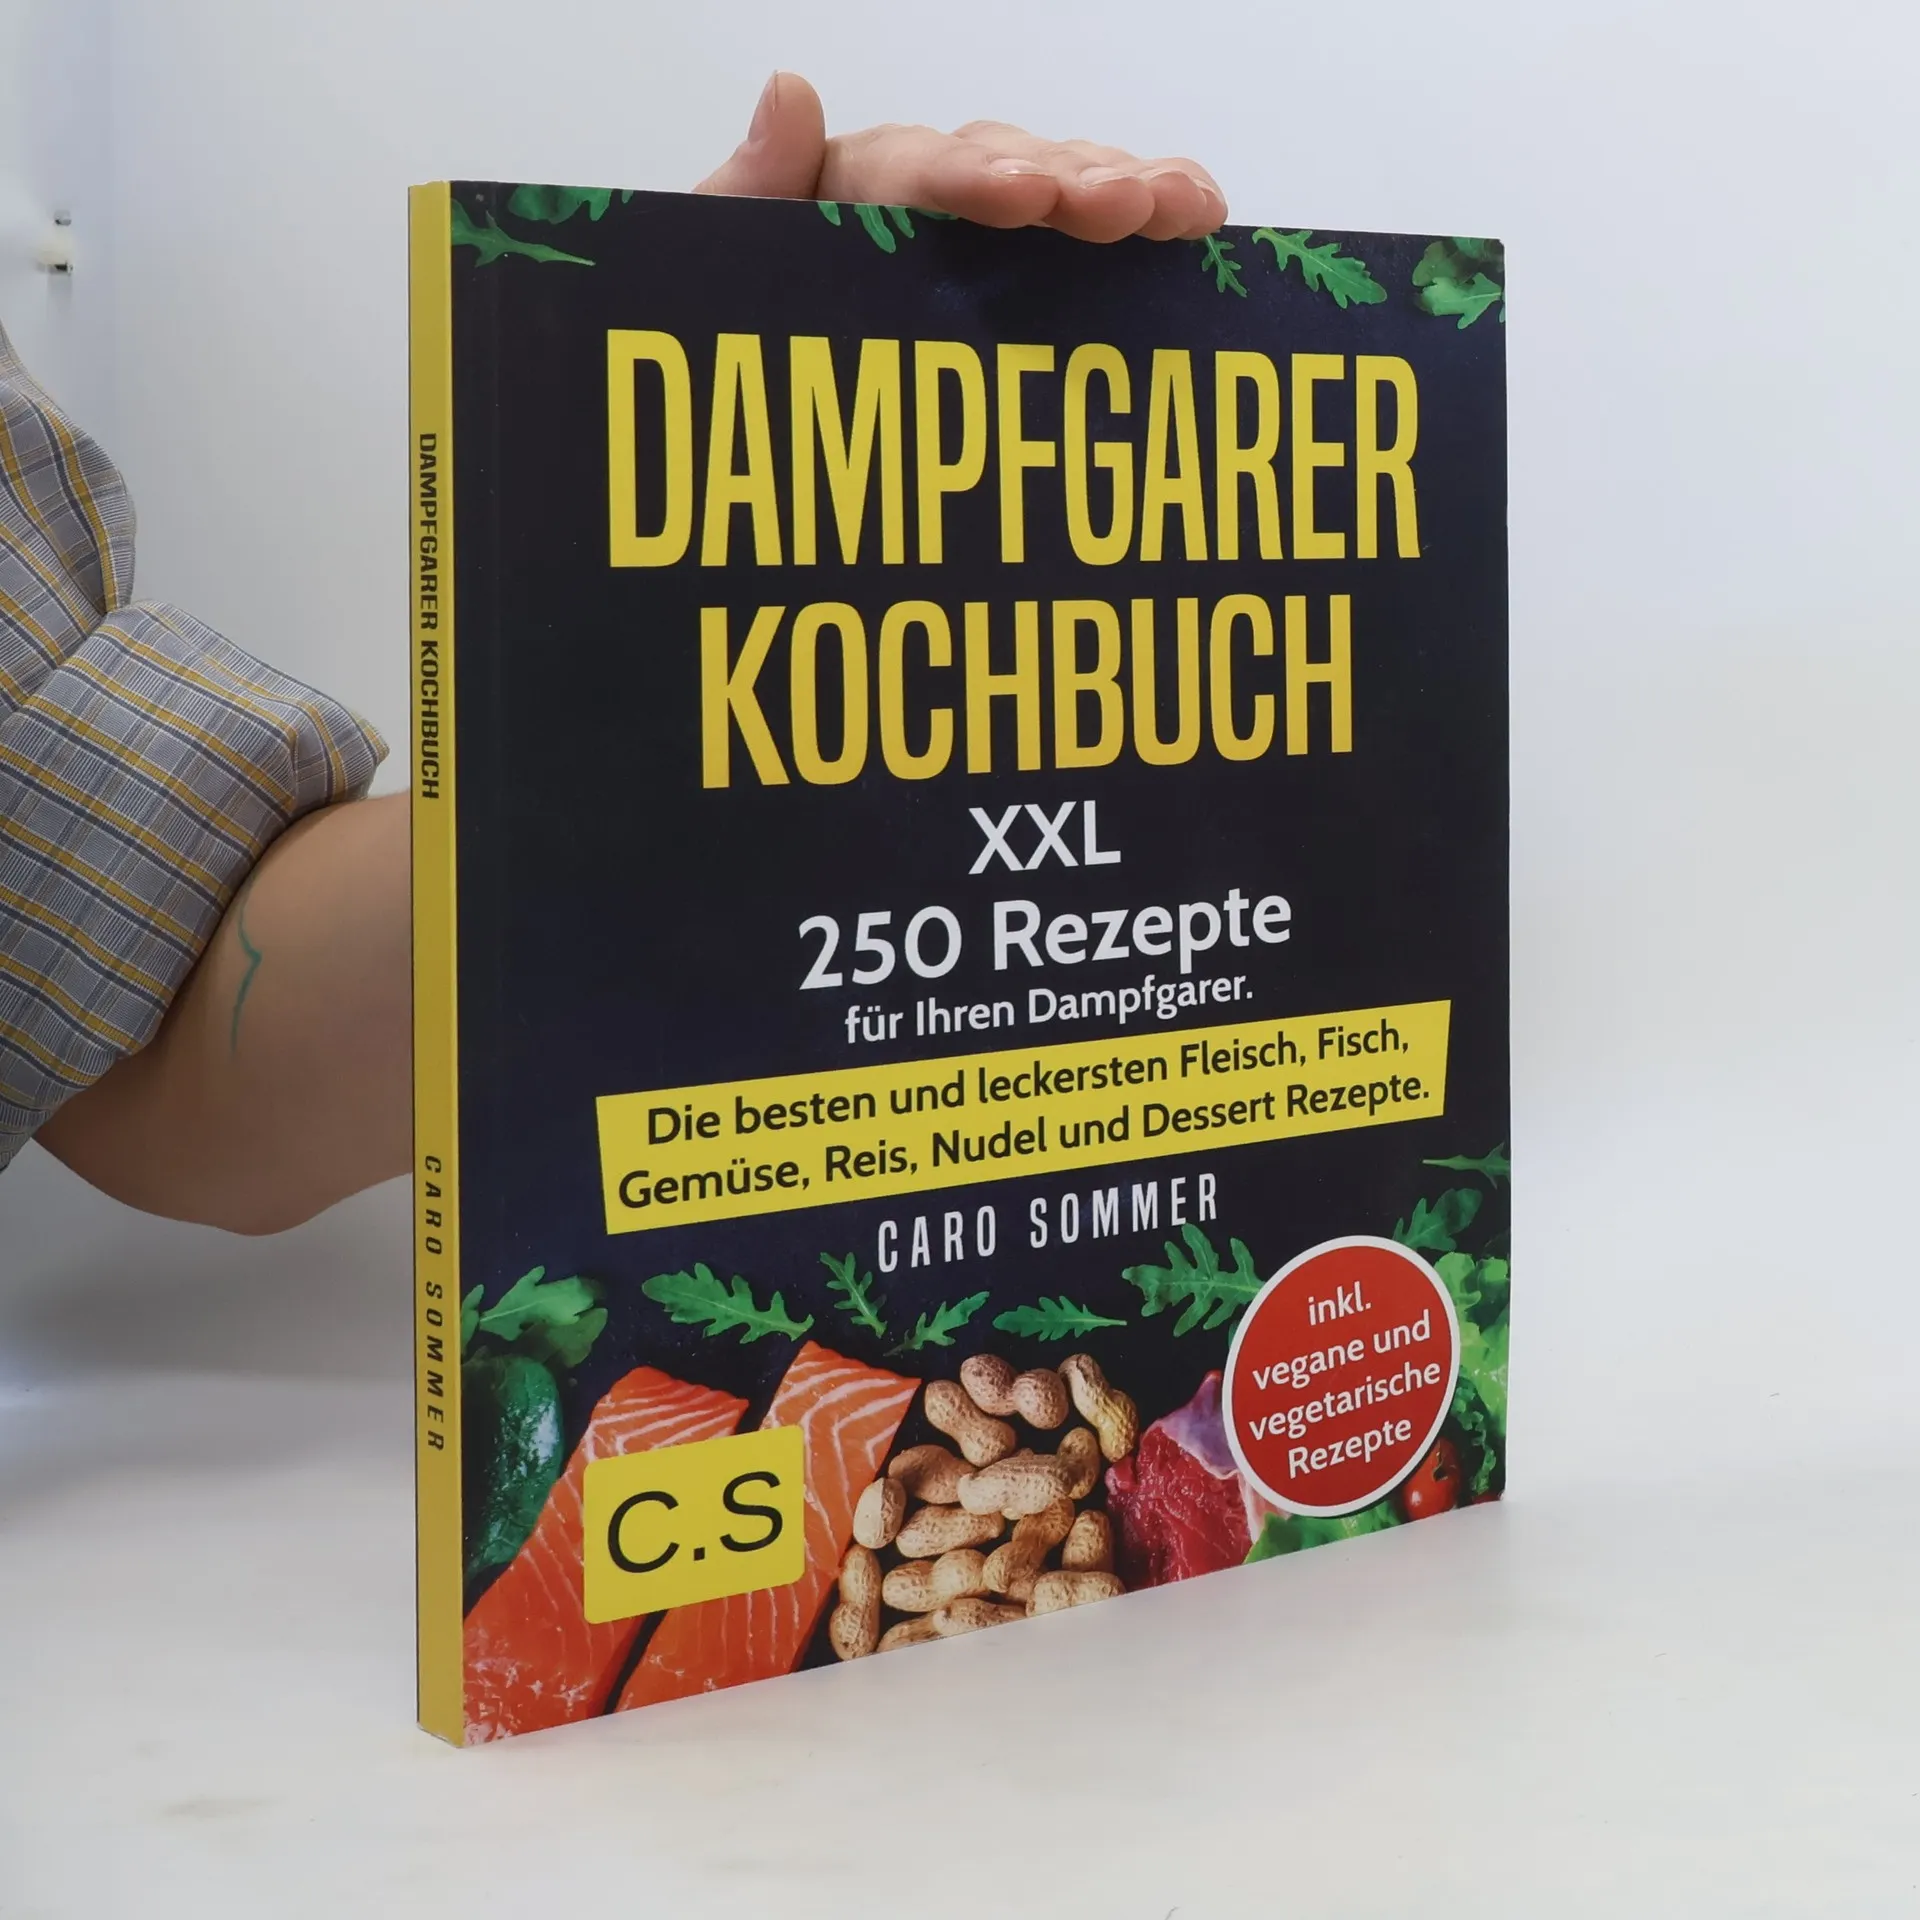 DAMPFGARER KOCHBUCH
CARO SOMMER
DAMPFGARER
KOCHBUCH
XXL
250 Rezepte
für Ihren Dampfgarer.
Die besten und leckersten Fleisch, Fisch,
Gemüse, Reis, Nudel und Dessert Rezepte.
CARO SOMMER
inkl.
vegane und
vegetarische
Rezepte
C.S